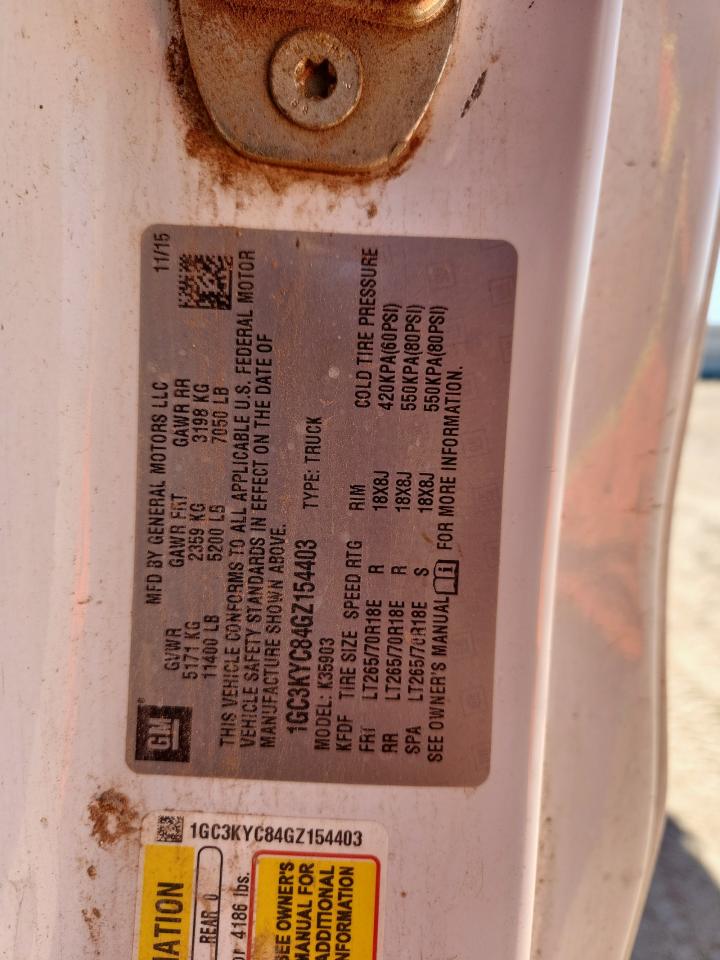 GM
MFD BY GENERAL MOTORS LLC 11/15
GVWR GAWR FRT GAWR RR
5171 KG 2359 KG 3198 KG
11400 LB 5200 LB 7050 LB
THIS VEHICLE CONFORMS TO ALL APPLICABLE U.S. FEDERAL MOTOR
VEHICLE SAFETY STANDARDS IN EFFECT ON THE DATE OF
MANUFACTURE SHOWN ABOVE.
1GC3KYC84GZ154403
MODEL: K35903 TYPE: TRUCK
KFDF TIRE SIZE SPEED RTG RIM COLD TIRE PRESSURE
FRT LT265/70R18E R 18X8J 420KPA(60PSI)
RR LT265/70R18E R 18X8J 550KPA(80PSI)
SPA LT265/70R18E S 18X8J 550KPA(80PSI)
SEE OWNER'S MANUAL FOR MORE INFORMATION.
1GC3KYC84GZ154403
MATION
REAR 0
or 4186 lbs.
SEE OWNER'S
MANUAL FOR
ADDITIONAL
INFORMATION